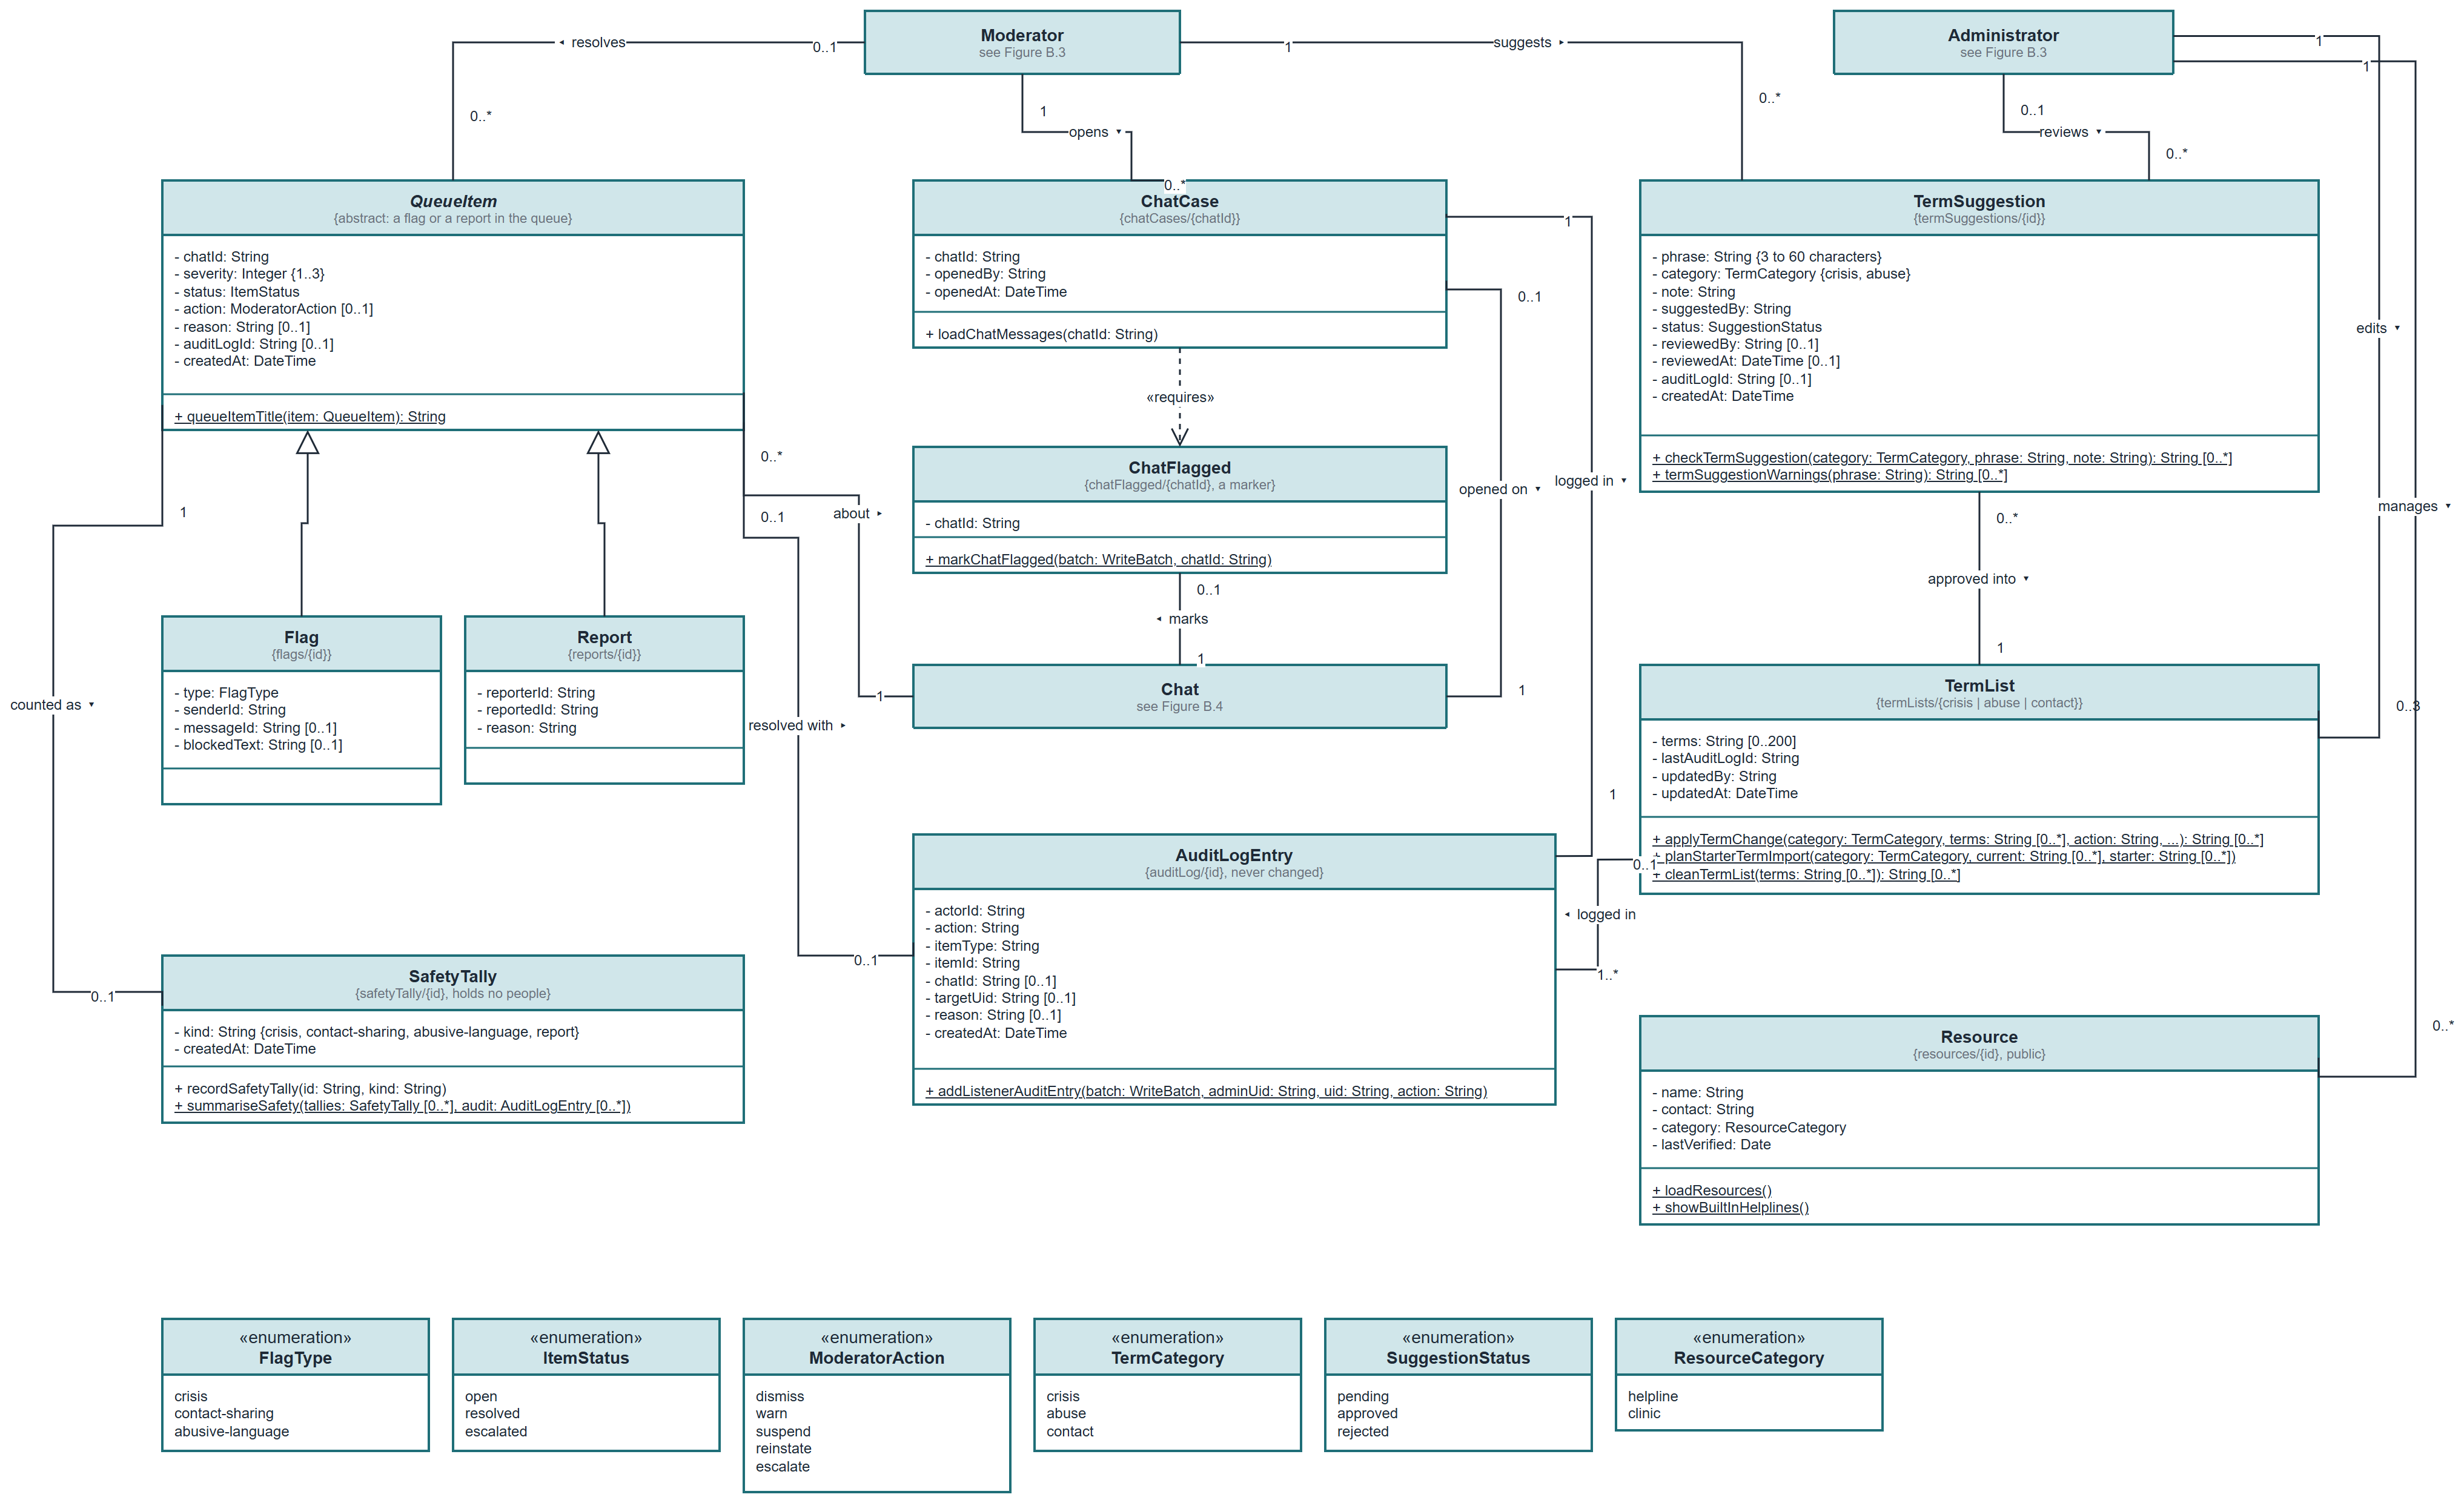 Moderator
see Figure B.3
Administrator
see Figure B.3
◂ resolves
0..1
0..*
1
suggests ▸
0..*
1
opens ▾
0..*
0..1
reviews ▾
0..*
1
edits ▾
0..3
1
manages ▾
0..*
QueueItem
{abstract: a flag or a report in the queue}
- chatId: String
- severity: Integer {1..3}
- status: ItemStatus
- action: ModeratorAction [0..1]
- reason: String [0..1]
- auditLogId: String [0..1]
- createdAt: DateTime
+ queueItemTitle(item: QueueItem): String
ChatCase
{chatCases/{chatId}}
- chatId: String
- openedBy: String
- openedAt: DateTime
+ loadChatMessages(chatId: String)
TermSuggestion
{termSuggestions/{id}}
- phrase: String {3 to 60 characters}
- category: TermCategory {crisis, abuse}
- note: String
- suggestedBy: String
- status: SuggestionStatus
- reviewedBy: String [0..1]
- reviewedAt: DateTime [0..1]
- auditLogId: String [0..1]
- createdAt: DateTime
+ checkTermSuggestion(category: TermCategory, phrase: String, note: String): String [0..*]
+ termSuggestionWarnings(phrase: String): String [0..*]
«requires»
ChatFlagged
{chatFlagged/{chatId}, a marker}
- chatId: String
+ markChatFlagged(batch: WriteBatch, chatId: String)
0..1
◂ marks
1
Chat
see Figure B.4
0..1
opened on ▾
1
1
logged in ▾
1
0..*
about ▸
1
0..1
resolved with ▸
0..1
1
counted as ▾
0..1
Flag
{flags/{id}}
- type: FlagType
- senderId: String
- messageId: String [0..1]
- blockedText: String [0..1]
Report
{reports/{id}}
- reporterId: String
- reportedId: String
- reason: String
0..*
approved into ▾
1
TermList
{termLists/{crisis | abuse | contact}}
- terms: String [0..200]
- lastAuditLogId: String
- updatedBy: String
- updatedAt: DateTime
+ applyTermChange(category: TermCategory, terms: String [0..*], action: String, ...): String [0..*]
+ planStarterTermImport(category: TermCategory, current: String [0..*], starter: String [0..*])
+ cleanTermList(terms: String [0..*]): String [0..*]
0..1
◂ logged in
1..*
AuditLogEntry
{auditLog/{id}, never changed}
- actorId: String
- action: String
- itemType: String
- itemId: String
- chatId: String [0..1]
- targetUid: String [0..1]
- reason: String [0..1]
- createdAt: DateTime
+ addListenerAuditEntry(batch: WriteBatch, adminUid: String, uid: String, action: String)
SafetyTally
{safetyTally/{id}, holds no people}
- kind: String {crisis, contact-sharing, abusive-language, report}
- createdAt: DateTime
+ recordSafetyTally(id: String, kind: String)
+ summariseSafety(tallies: SafetyTally [0..*], audit: AuditLogEntry [0..*])
Resource
{resources/{id}, public}
- name: String
- contact: String
- category: ResourceCategory
- lastVerified: Date
+ loadResources()
+ showBuiltInHelplines()
«enumeration»
FlagType
crisis
contact-sharing
abusive-language
«enumeration»
ItemStatus
open
resolved
escalated
«enumeration»
ModeratorAction
dismiss
warn
suspend
reinstate
escalate
«enumeration»
TermCategory
crisis
abuse
contact
«enumeration»
SuggestionStatus
pending
approved
rejected
«enumeration»
ResourceCategory
helpline
clinic